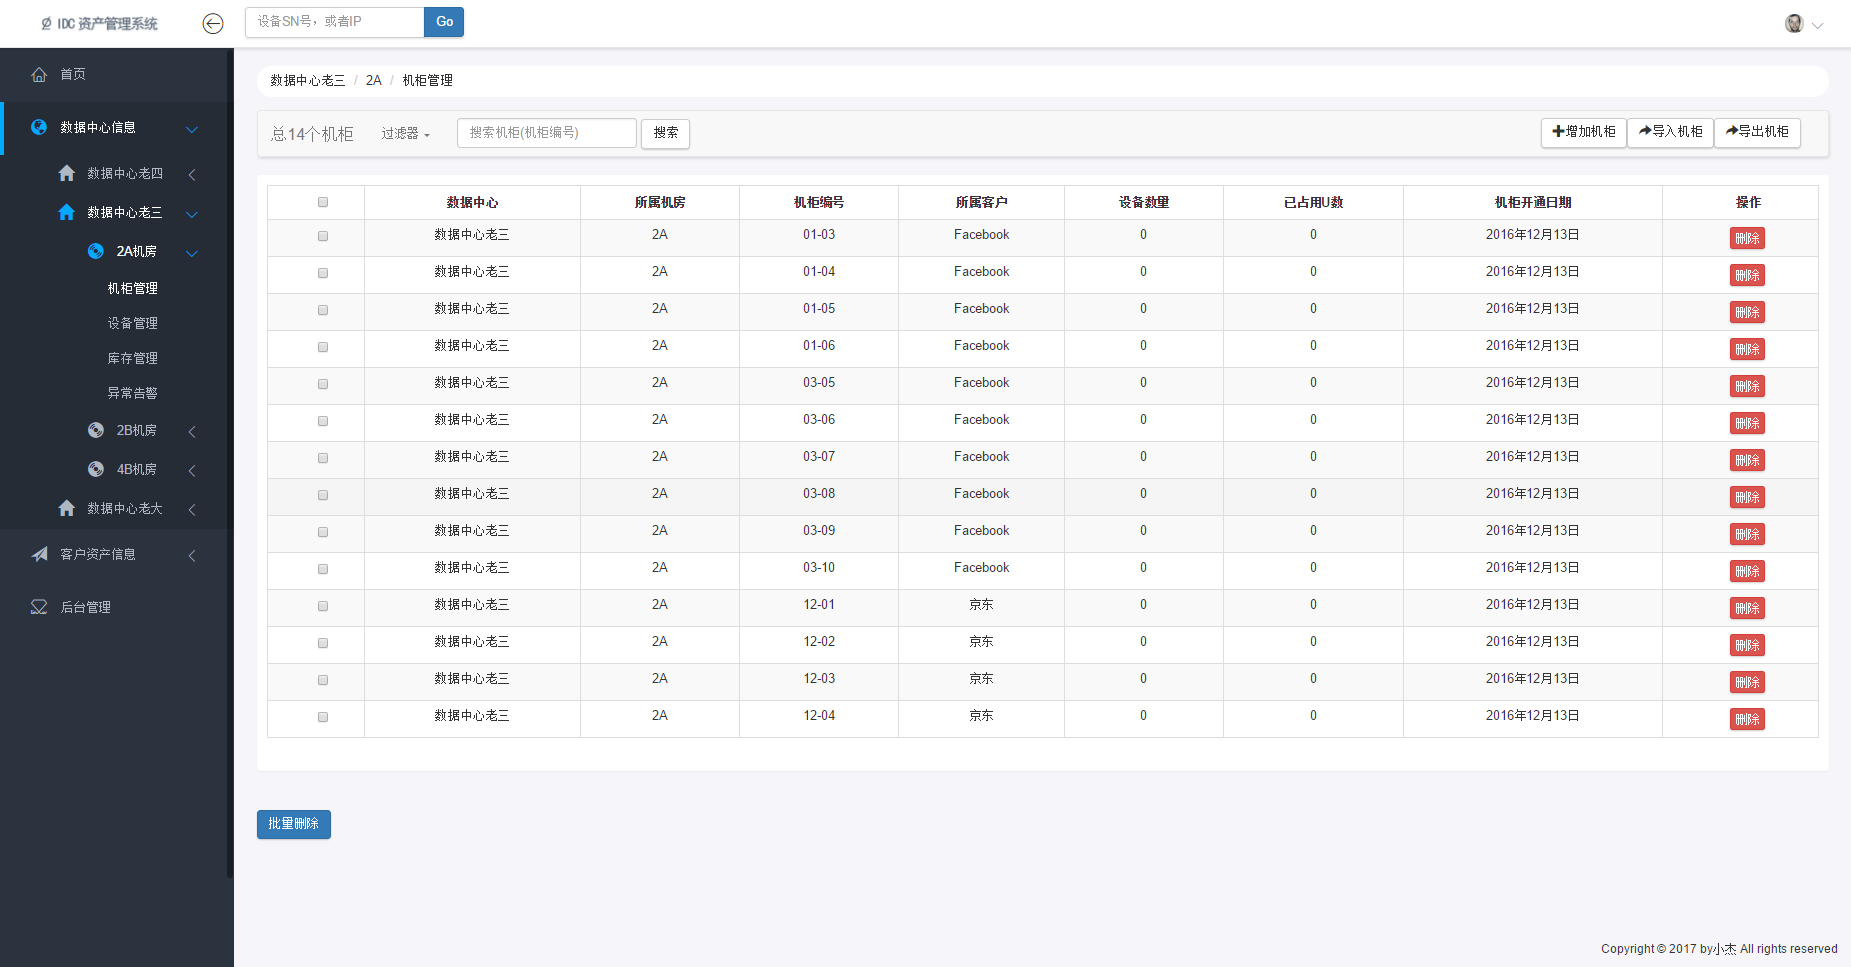 IDC 资产管理系统
设备SN号，或者IP
Go
首页
数据中心信息
数据中心老四
数据中心老三
2A机房
机柜管理
设备管理
库存管理
异常告警
2B机房
4B机房
数据中心老大
客户资产信息
后台管理
数据中心老三 / 2A / 机柜管理
总14个机柜 过滤器 搜索机柜(机柜编号) 搜索 增加机柜 导入机柜 导出机柜
数据中心 所属机房 机柜编号 所属客户 设备数量 已占用U数 机柜开通日期 操作
数据中心老三 2A 01-03 Facebook 0 0 2016年12月13日 删除
数据中心老三 2A 01-04 Facebook 0 0 2016年12月13日 删除
数据中心老三 2A 01-05 Facebook 0 0 2016年12月13日 删除
数据中心老三 2A 01-06 Facebook 0 0 2016年12月13日 删除
数据中心老三 2A 03-05 Facebook 0 0 2016年12月13日 删除
数据中心老三 2A 03-06 Facebook 0 0 2016年12月13日 删除
数据中心老三 2A 03-07 Facebook 0 0 2016年12月13日 删除
数据中心老三 2A 03-08 Facebook 0 0 2016年12月13日 删除
数据中心老三 2A 03-09 Facebook 0 0 2016年12月13日 删除
数据中心老三 2A 03-10 Facebook 0 0 2016年12月13日 删除
数据中心老三 2A 12-01 京东 0 0 2016年12月13日 删除
数据中心老三 2A 12-02 京东 0 0 2016年12月13日 删除
数据中心老三 2A 12-03 京东 0 0 2016年12月13日 删除
数据中心老三 2A 12-04 京东 0 0 2016年12月13日 删除
批量删除
Copyright © 2017 by小杰 All rights reserved